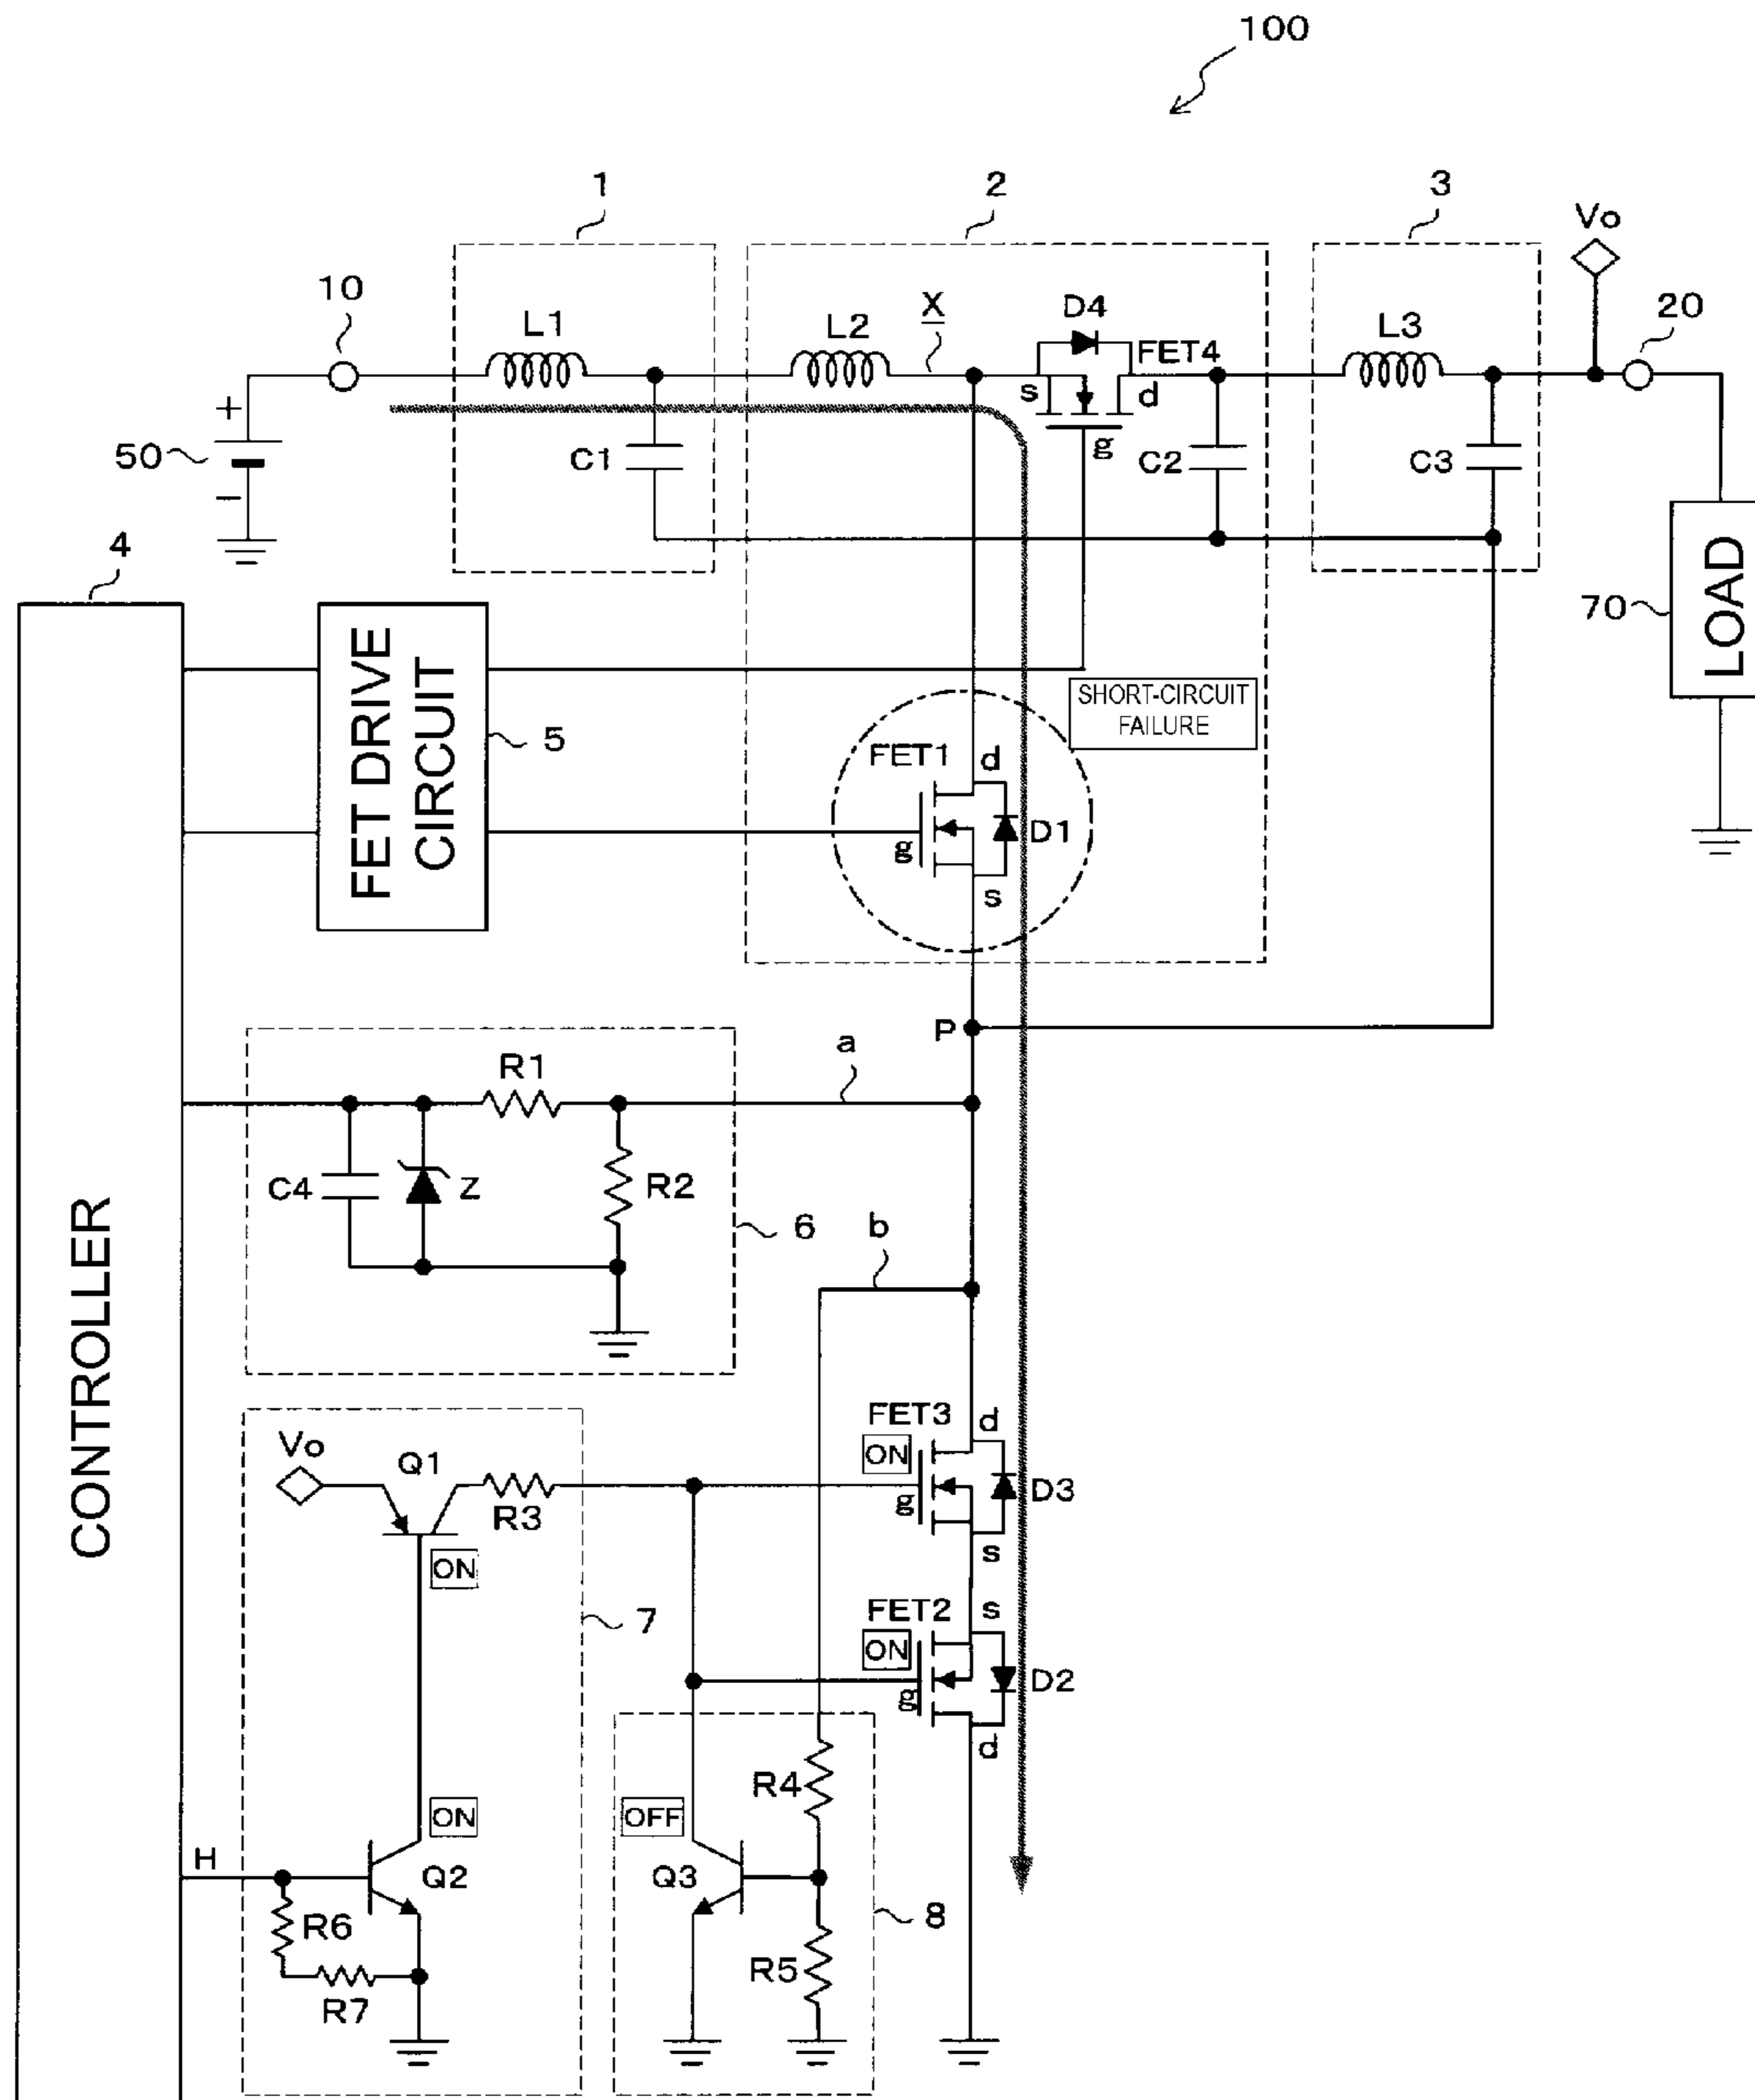 100
1
2
3
Vo
10
L1
L2
X
D4
FET4
L3
20
+
50
−
C1
s
d
g
C2
C3
4
FET DRIVE
CIRCUIT
5
SHORT-CIRCUIT
FAILURE
70
LOAD
FET1
d
D1
g
s
P
a
R1
C4
Z
R2
6
b
CONTROLLER
Vo
Q1
R3
ON
7
FET3
d
ON
g
D3
s
FET2
s
ON
g
D2
d
R4
ON
OFF
H
Q2
Q3
8
R6
R5
R7